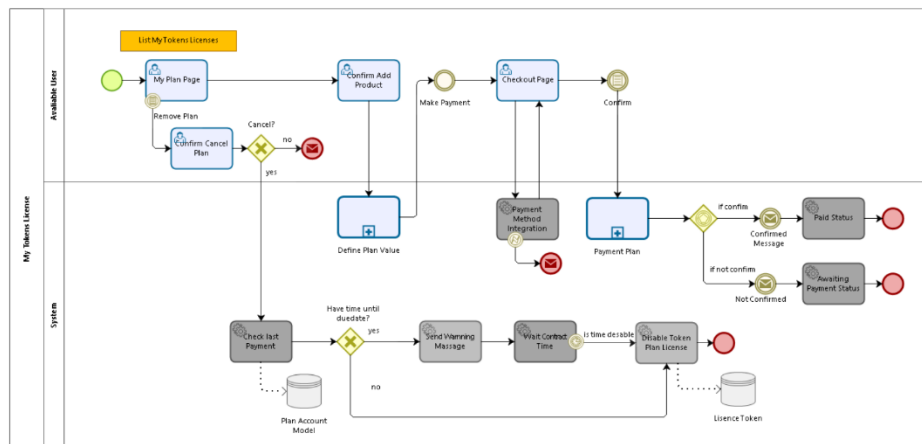 List My Tokens Licenses
My Tokens License
Avaliable User
System
My Plan Page
Remove Plan
Confirm Cancel
Plan
Cancel?
no
yes
Confirm Add
Product
Make Payment
Checkout Page
Confirm
Define Plan Value
Payment
Method
Integration
Payment Plan
if confirm
Confirmed
Message
Paid Status
if not confirm
Not Confirmed
Awaiting
Payment Status
Check last
Payment
Plan Account
Model
Have time until
duedate?
yes
no
Send Warnning
Massage
Wait Contract
Time
is time desable
Disable Token
Plan License
Lisence Token